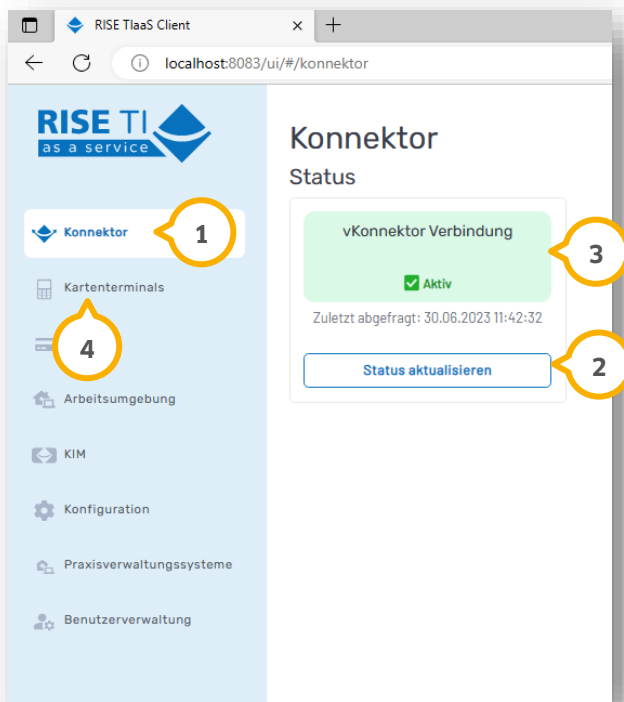 RISE TIaaS Client
localhost:8083/ui/#/konnektor
RISE TI
as a service
Konnektor
Status
Konnektor
1
vKonnektor Verbindung
Aktiv
3
Zuletzt abgefragt: 30.06.2023 11:42:32
Status aktualisieren
2
Kartenterminals
4
Arbeitsumgebung
KIM
Konfiguration
Praxisverwaltungssysteme
Benutzerverwaltung